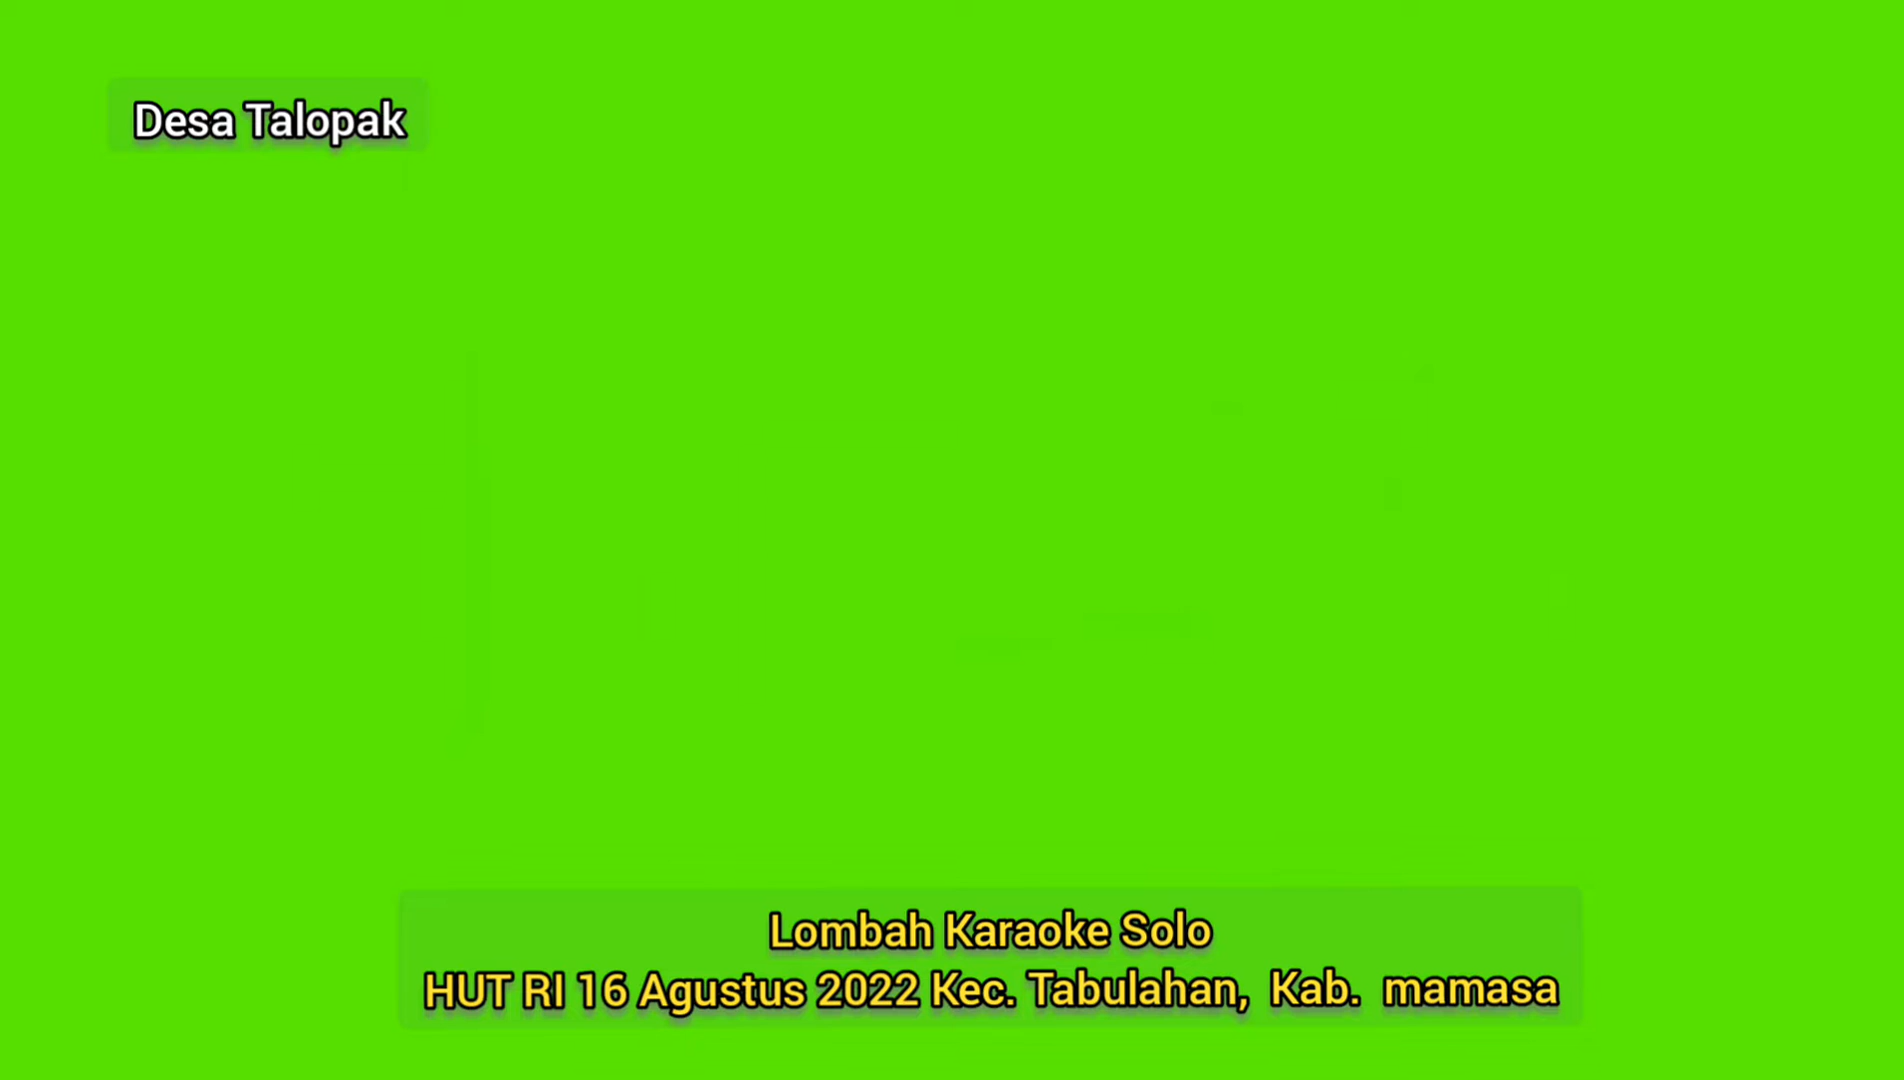 Desa Talopak
Lombah Karaoke Solo
HUT RI 16 Agustus 2022 Kec. Tabulahan, Kab. mamasa